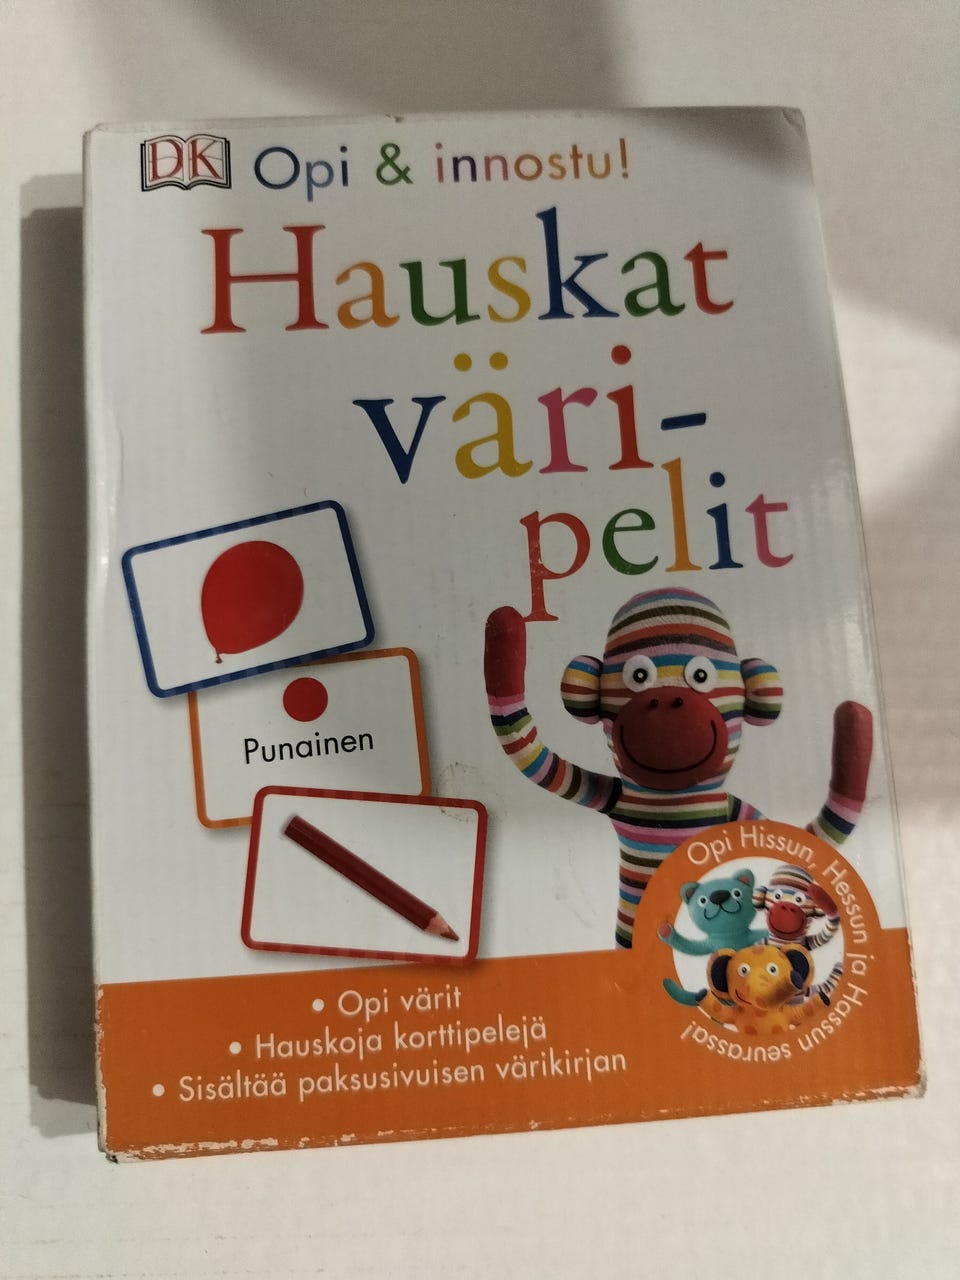 DK Opi & innostu!
Hauskat
väri-
pelit
Punainen
Opi Hissun, Hessun ja Hassun seurassa!
• Opi värit
• Hauskoja korttipelejä
• Sisältää paksusivuisen värikirjan